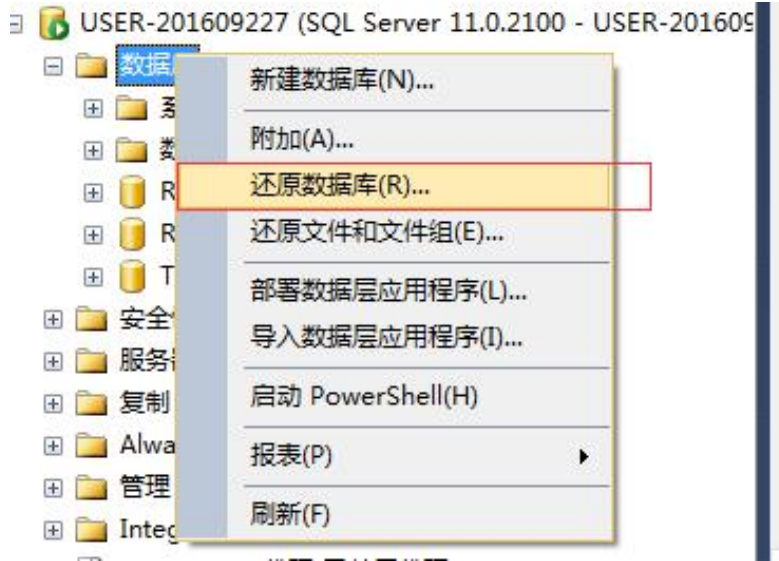 USER-201609227 (SQL Server 11.0.2100 - USER-201609
数据
新建数据库(N)...
附加(A)...
还原数据库(R)...
还原文件和文件组(E)...
部署数据层应用程序(L)...
导入数据层应用程序(I)...
启动 PowerShell(H)
报表(P)
刷新(F)
系
数
R
R
T
安全
服务
复制
Alwa
管理
Integ